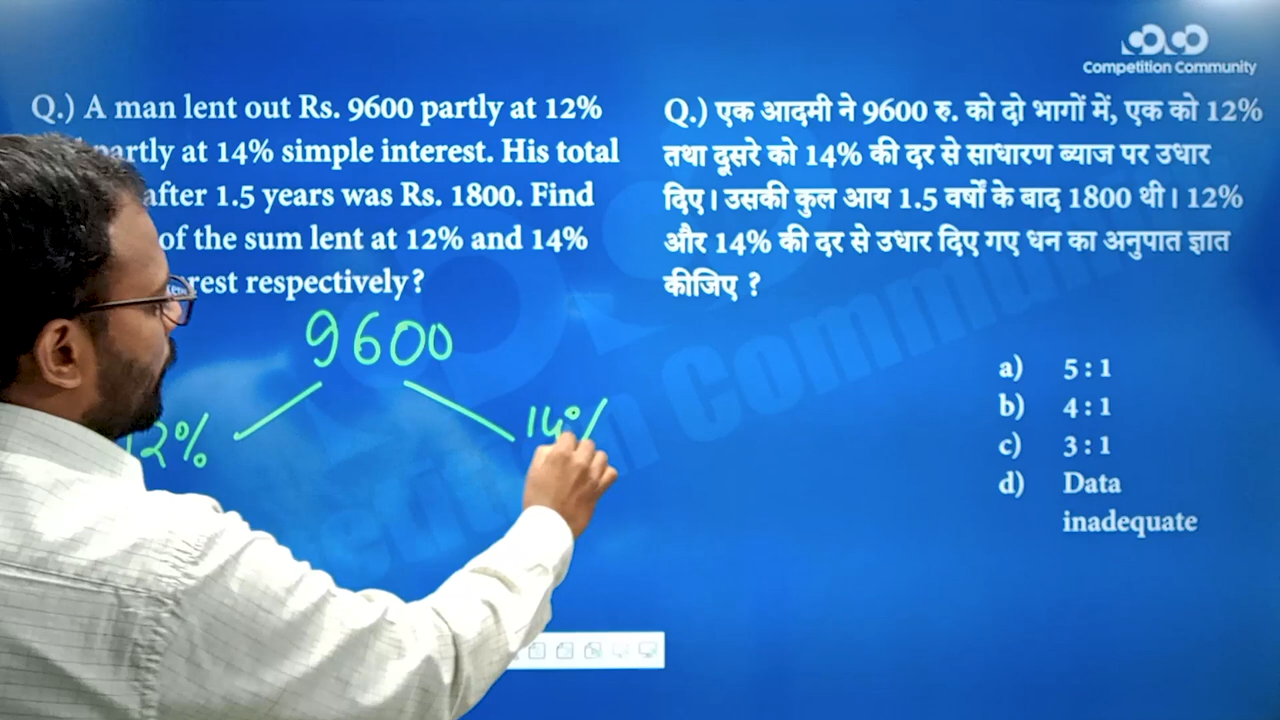 Competition Community
Q.) A man lent out Rs. 9600 partly at 12%
partly at 14% simple interest. His total
after 1.5 years was Rs. 1800. Find
of the sum lent at 12% and 14%
rest respectively?
Q.) एक आदमी ने 9600 रु. को दो भागों में, एक को 12%
तथा दूसरे को 14% की दर से साधारण ब्याज पर उधार
दिए। उसकी कुल आय 1.5 वर्षों के बाद 1800 थी। 12%
और 14% की दर से उधार दिए गए धन का अनुपात ज्ञात
कीजिए ?
9600
12%
14%
a) 5 : 1
b) 4 : 1
c) 3 : 1
d) Data
inadequate